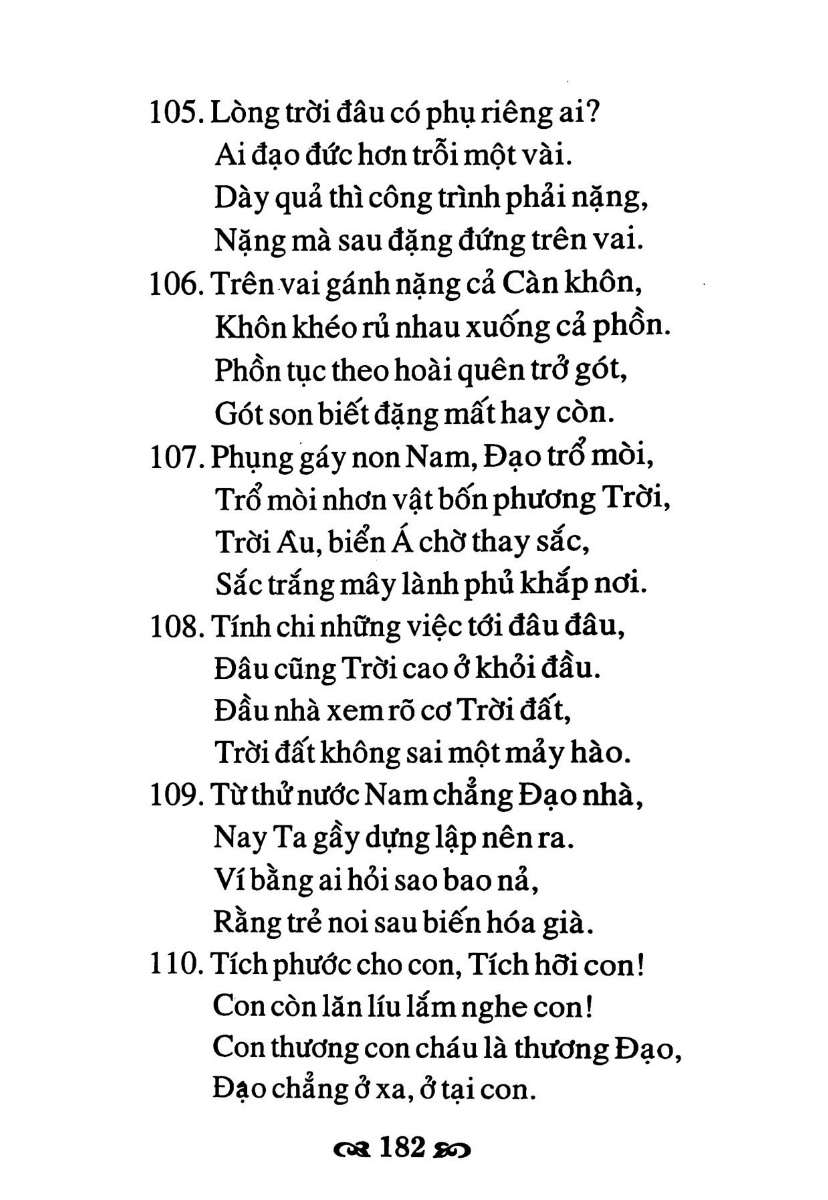 105. Lòng trời đâu có phụ riêng ai?
Ai đạo đức hơn trỗi một vài.
Dày quả thì công trình phải nặng,
Nặng mà sau đặng đứng trên vai.
106. Trên vai gánh nặng cả Càn khôn,
Khôn khéo rủ nhau xuống cả phồn.
Phồn tục theo hoài quên trở gót,
Gót son biết đặng mất hay còn.
107. Phụng gáy non Nam, Đạo trổ mòi,
Trổ mòi nhơn vật bốn phương Trời,
Trời Âu, biển Á chờ thay sắc,
Sắc trắng mây lành phủ khắp nơi.
108. Tính chi những việc tới đâu đâu,
Đâu cũng Trời cao ở khỏi đầu.
Đầu nhà xem rõ cơ Trời đất,
Trời đất không sai một mảy hào.
109. Từ thử nước Nam chẳng Đạo nhà,
Nay Ta gầy dựng lập nên ra.
Ví bằng ai hỏi sao bao nả,
Rằng trẻ noi sau biến hóa già.
110. Tích phước cho con, Tích hỡi con!
Con còn lăn líu lắm nghe con!
Con thương con cháu là thương Đạo,
Đạo chẳng ở xa, ở tại con.
182